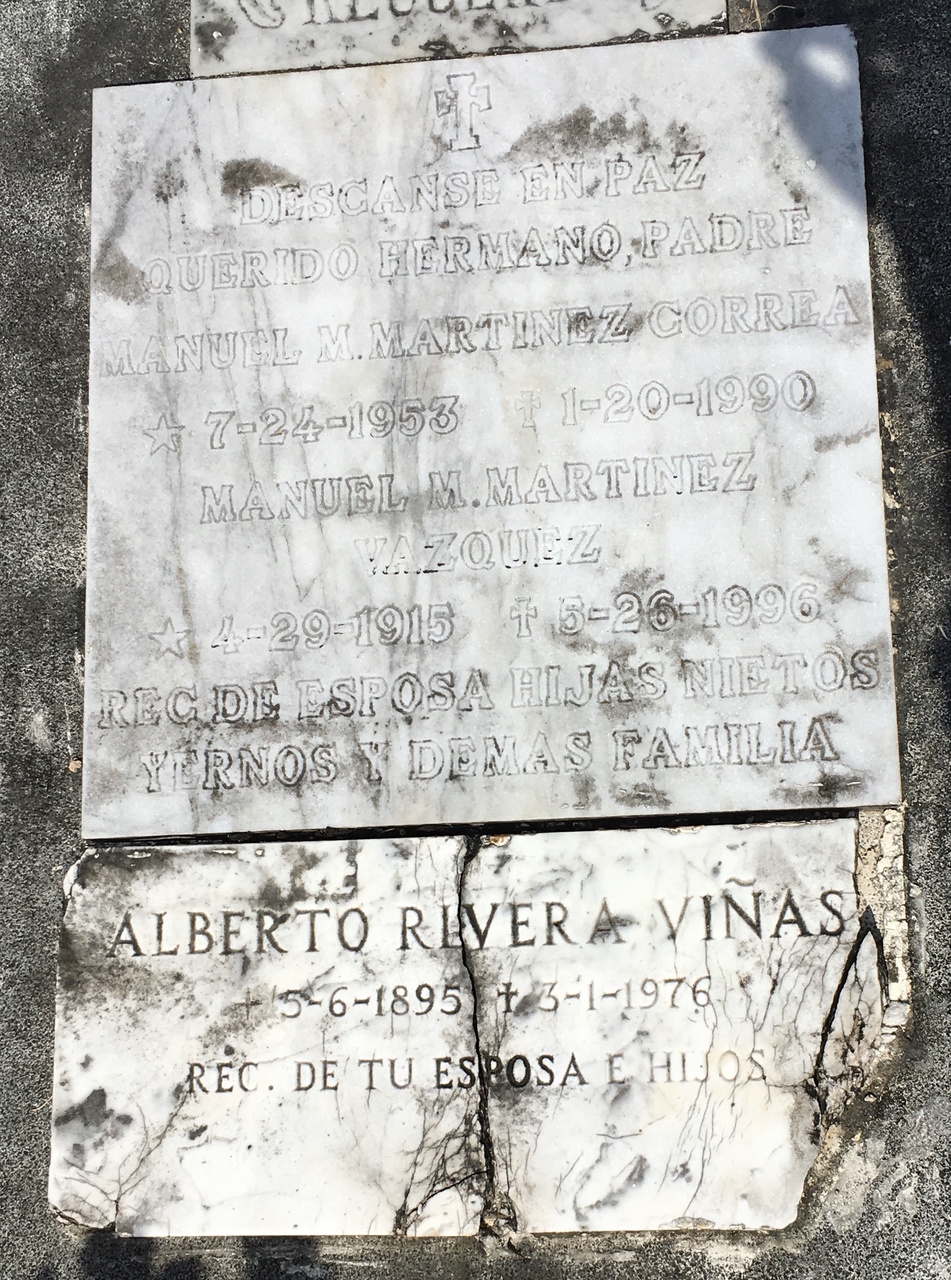 DESCANSE EN PAZ
QUERIDO HERMANO, PADRE
MANUEL M. MARTINEZ CORREA
7-24-1953 1-20-1990
MANUEL M. MARTINEZ
VAZQUEZ
4-29-1915 5-26-1996
REC DE ESPOSA HIJAS NIETOS
YERNOS Y DEMAS FAMILIA
ALBERTO RIVERA VIÑAS
5-6-1895 3-1-1976
REC. DE TU ESPOSA E HIJOS